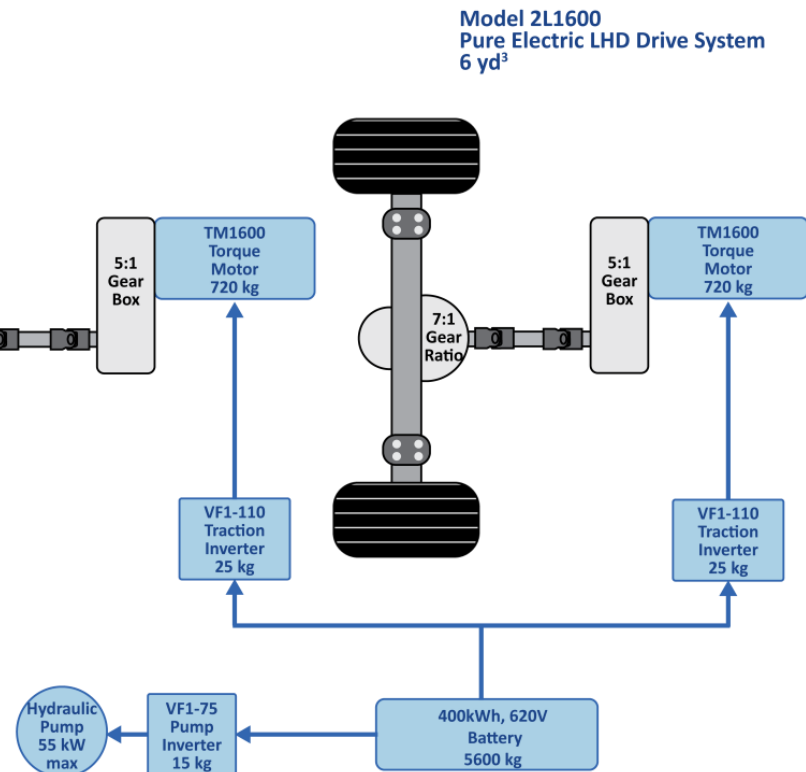 Model 2L1600
Pure Electric LHD Drive System
6 yd³
5:1
Gear
Box
TM1600
Torque
Motor
720 kg
7:1
Gear
Ratio
5:1
Gear
Box
TM1600
Torque
Motor
720 kg
VF1-110
Traction
Inverter
25 kg
VF1-110
Traction
Inverter
25 kg
Hydraulic
Pump
55 kW
max
VF1-75
Pump
Inverter
15 kg
400kWh, 620V
Battery
5600 kg